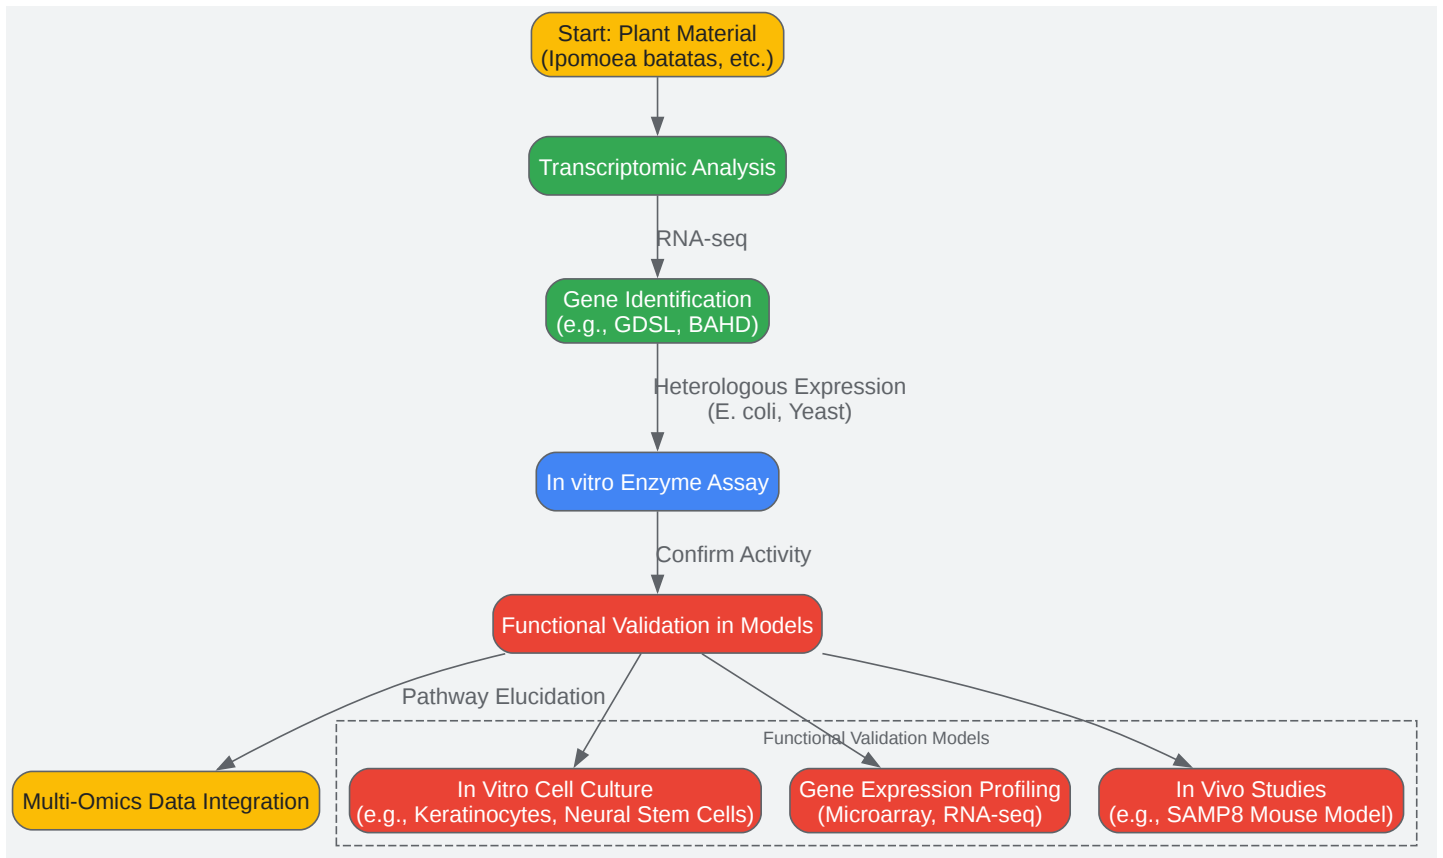 Start: Plant Material
(Ipomoea batatas, etc.)
Transcriptomic Analysis
RNA-seq
Gene Identification
(e.g., GDSL, BAHD)
Heterologous Expression
(E. coli, Yeast)
In vitro Enzyme Assay
Confirm Activity
Functional Validation in Models
Pathway Elucidation
Functional Validation Models
Multi-Omics Data Integration
In Vitro Cell Culture
(e.g., Keratinocytes, Neural Stem Cells)
Gene Expression Profiling
(Microarray, RNA-seq)
In Vivo Studies
(e.g., SAMP8 Mouse Model)